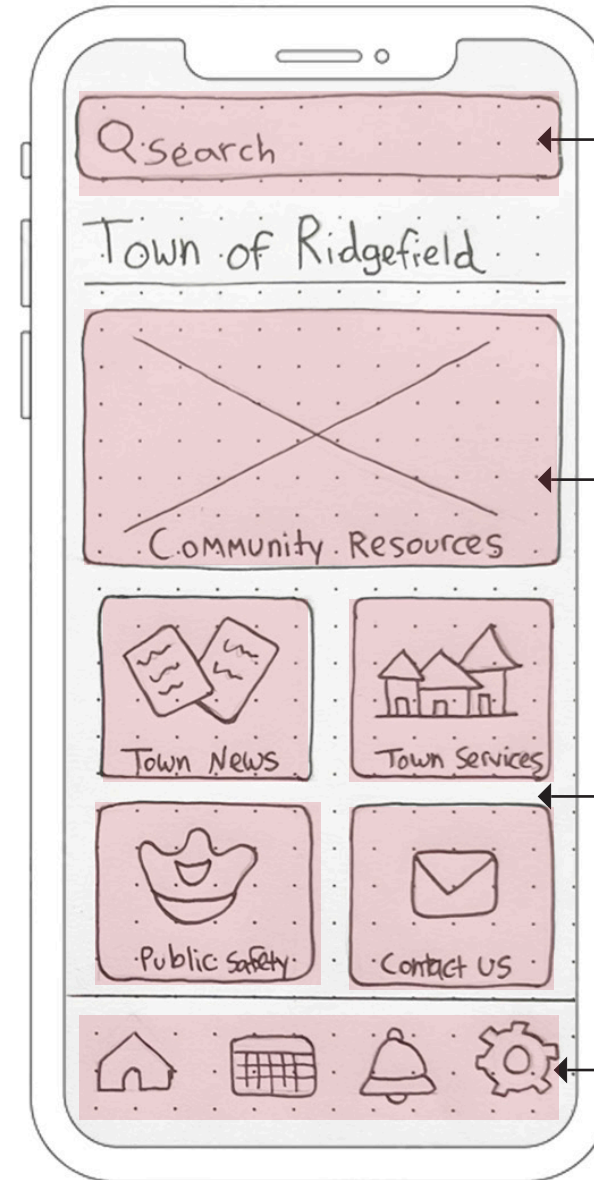 Search
Town of Ridgefield
Community Resources
Town News
Town Services
Public Safety
Contact Us